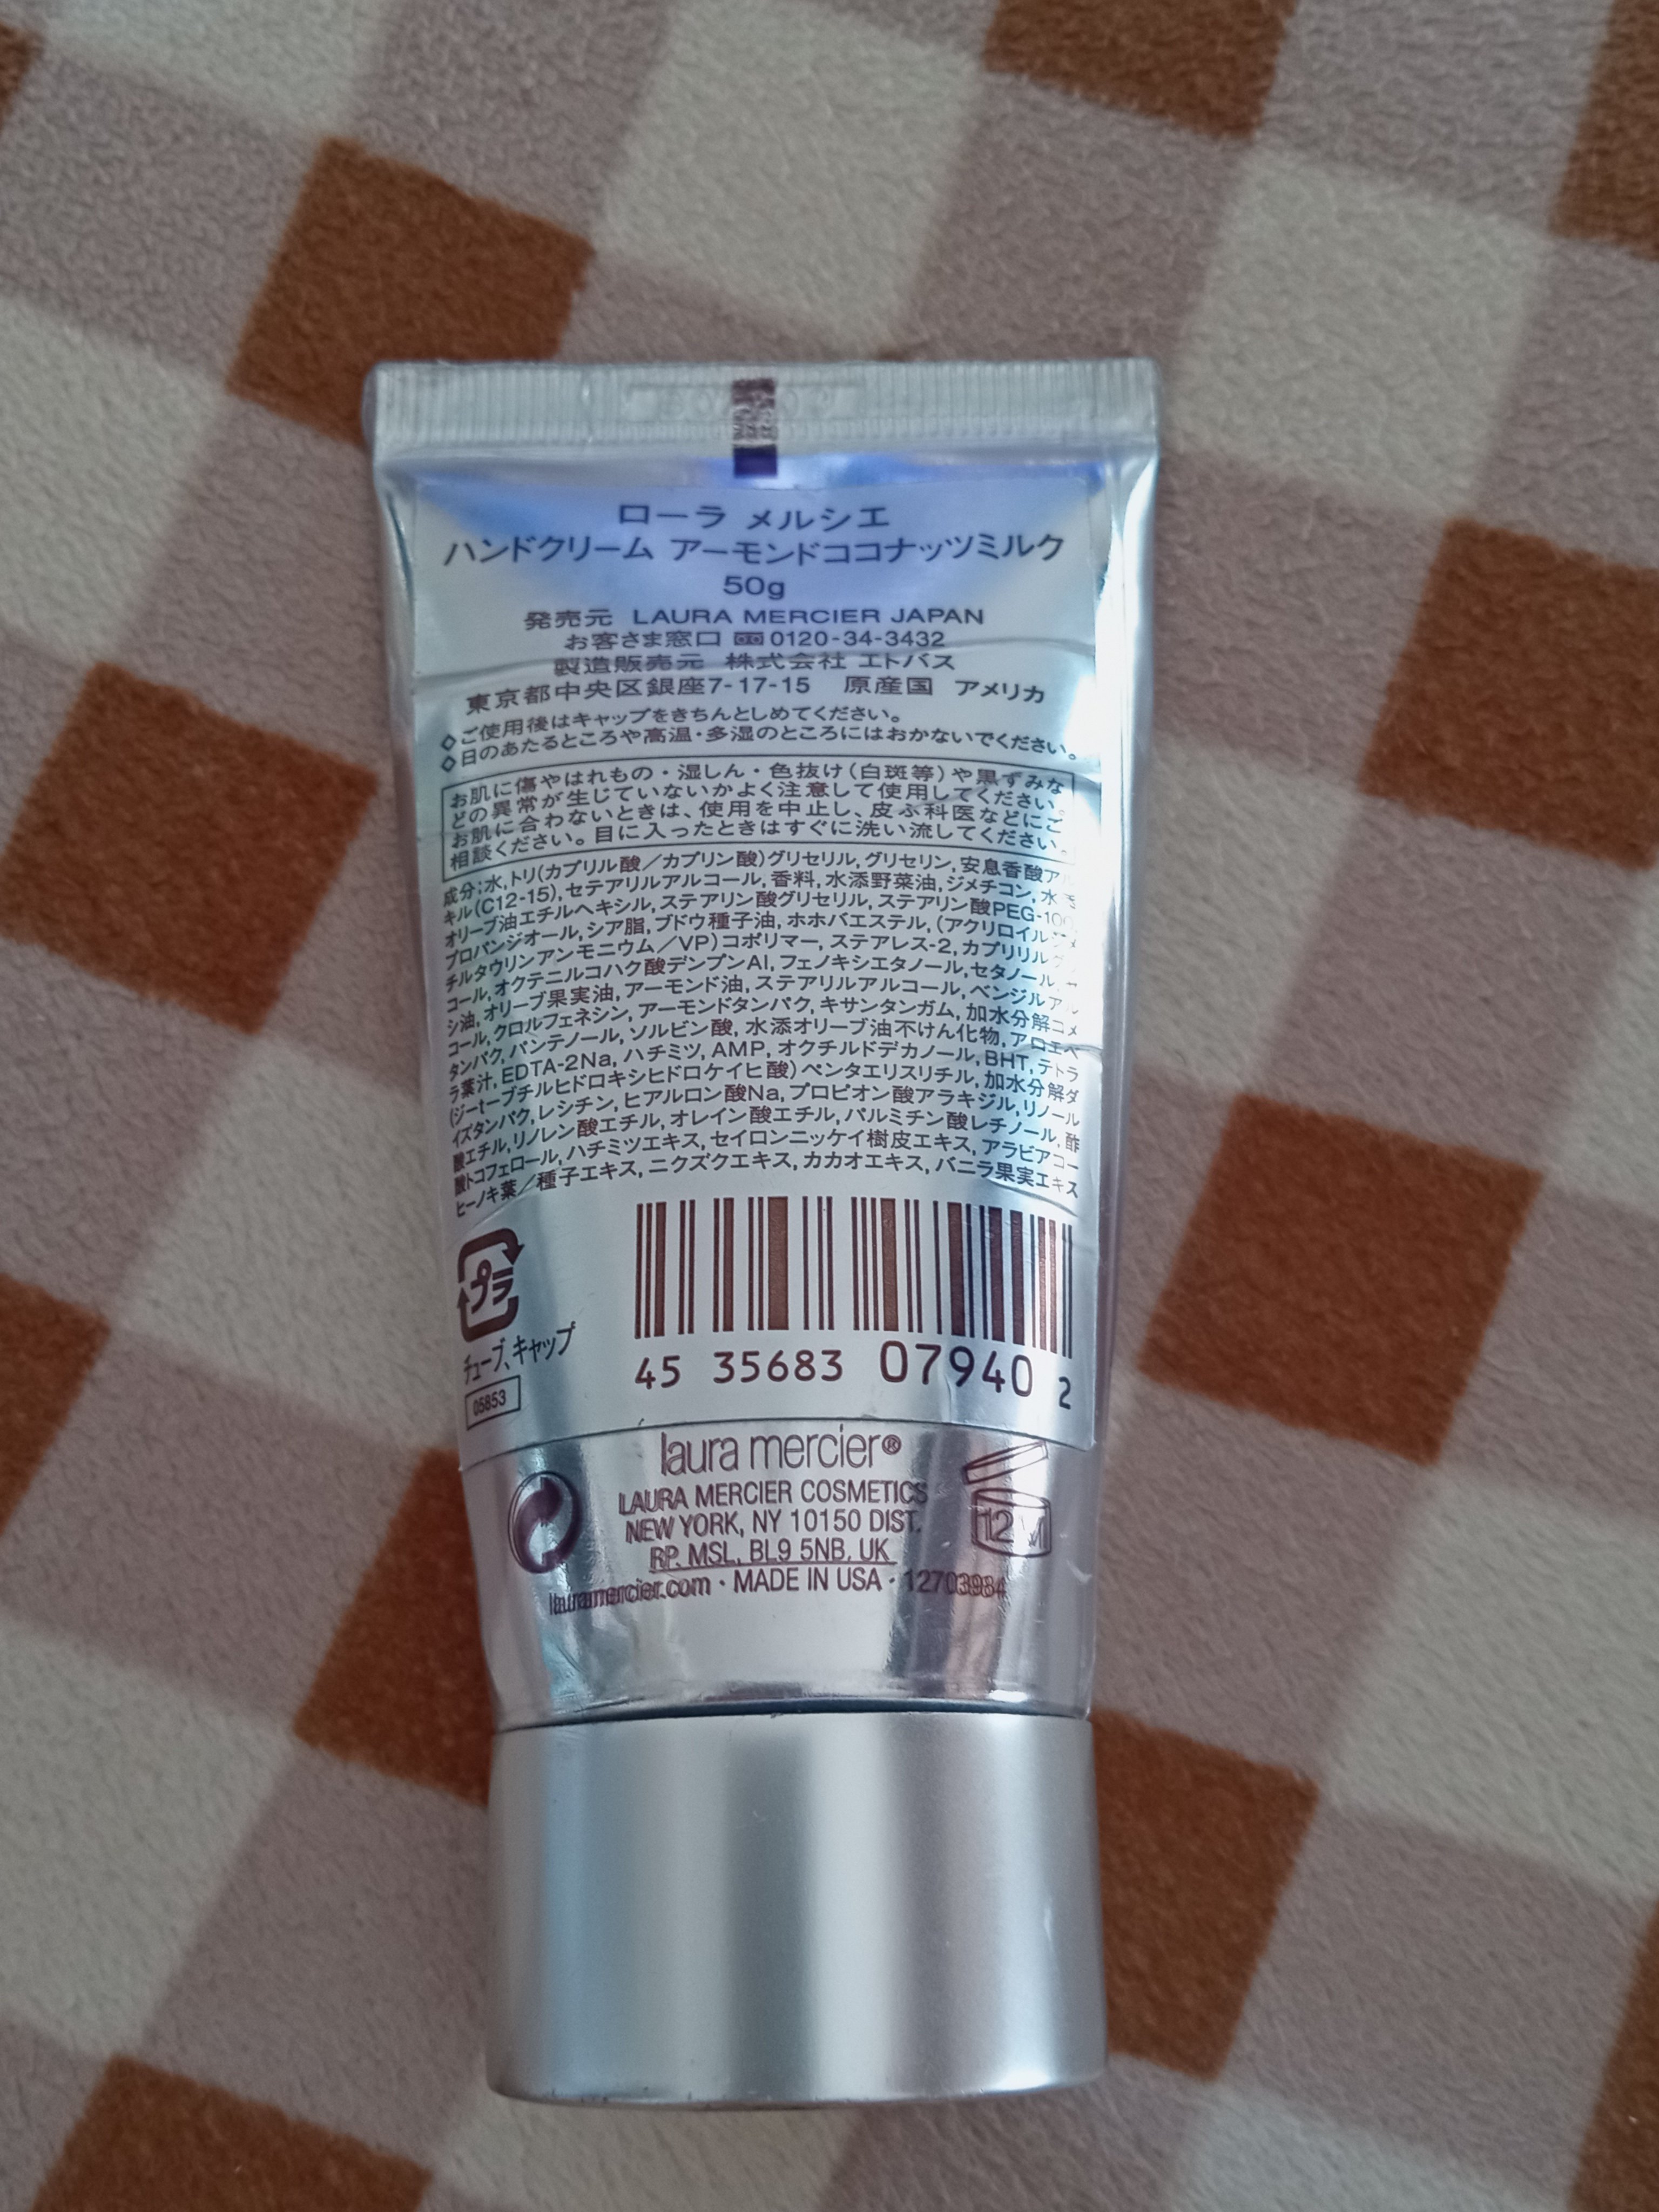 ローラ メルシエ
ハンドクリーム アーモンドココナッツミルク
50g
発売元 LAURA MERCIER JAPAN
お客さま窓口 0120-34-3432
製造販売元 株式会社 エトバス
東京都中央区銀座7-17-15 原産国 アメリカ
◇ご使用後はキャップをきちんとしめてください。
◇日のあたるところや高温・多湿のところにはおかないでください。
お肌に傷やはれもの・湿しん・色抜け(白斑等)や黒ずみな
どの異常が生じていないかよく注意して使用してください。
お肌に合わないときは、使用を中止し、皮ふ科医などにご
相談ください。目に入ったときはすぐに洗い流してください。
成分;水,トリ(カプリル酸/カプリン酸)グリセリル,グリセリン,安息香酸アル
キル(C12-15),セテアリルアルコール,香料,水添野菜油,ジメチコン,水添
オリーブ油エチルヘキシル,ステアリン酸グリセリル,ステアリン酸PEG-100,
プロパンジオール,シア脂,ブドウ種子油,ホホバエステル,(アクリロイルジメ
チルタウリンアンモニウム/VP)コポリマー,ステアレス-2,カプリリルグリ
コール,オクテニルコハク酸デンプンAl,フェノキシエタノール,セタノール,ヤ
シ油,オリーブ果実油,アーモンド油,ステアリルアルコール,ベンジルアル
コール,クロルフェネシン,アーモンドタンパク,キサンタンガム,加水分解コメ
タンパク,パンテノール,ソルビン酸,水添オリーブ油不けん化物,アロエベ
ラ葉汁,EDTA-2Na,ハチミツ,AMP,オクチルドデカノール,BHT,テトラ
(ジ-t-ブチルヒドロキシヒドロケイヒ酸)ペンタエリスリチル,加水分解ダ
イズタンパク,レシチン,ヒアルロン酸Na,プロピオン酸アラキジル,リノール
酸エチル,リノレン酸エチル,オレイン酸エチル,パルミチン酸レチノール,酢
酸トコフェロール,ハチミツエキス,セイロンニッケイ樹皮エキス,アラビアコー
ヒーノキ葉/種子エキス,ニクズクエキス,カカオエキス,バニラ果実エキス
プラ
チューブ、キャップ
05853
45 35683 07940 2
laura mercier®
LAURA MERCIER COSMETICS
NEW YORK, NY 10150 DIST.
RP. MSL, BL9 5NB, UK
12 M
lauramercier.com · MADE IN USA · 12703984